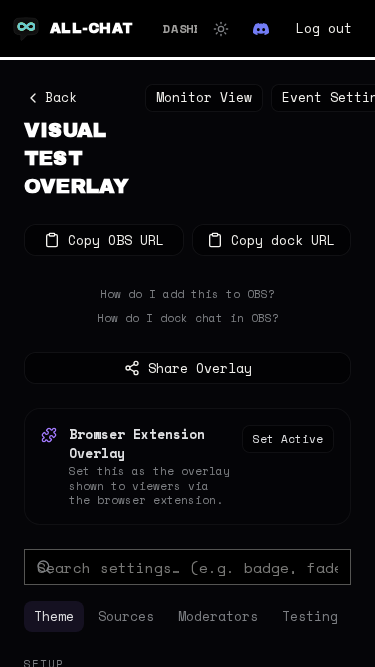 ALL-CHAT
DASHI
Log out
Back
Monitor View
Event Settin
VISUAL
TEST
OVERLAY
Copy OBS URL
Copy dock URL
How do I add this to OBS?
How do I dock chat in OBS?
Share Overlay
Browser Extension
Overlay
Set Active
Set this as the overlay
shown to viewers via
the browser extension.
Search settings… (e.g. badge, fade
Theme
Sources
Moderators
Testing
SETUP